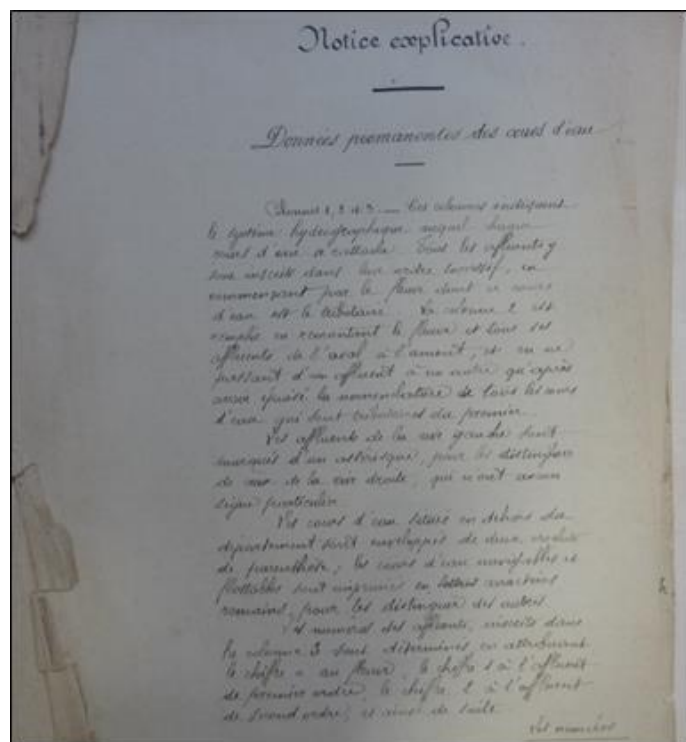 Notice explicative.
Données permanentes des cours d'eau
Colonnes 1, 2 et 3. — Ces colonnes indiquent
le système hydrographique auquel chaque
cours d'eau se rattache. Tous les affluents y
sont inscrits dans leur ordre successif, en
commençant par le fleuve dont ce cours
d'eau est le tributaire. La colonne 2 est
remplie en remontant le fleuve et tous ses
affluents de l'aval à l'amont, et en ne
passant d'un affluent à un autre qu'après
avoir épuisé la nomenclature de tous les cours
d'eau qui sont tributaires du premier.
Les affluents de la rive gauche sont
marqués d'un astérisque, pour les distinguer
de ceux de la rive droite, qui n'ont aucun
signe particulier.
Les cours d'eau situés en dehors du
département sont enveloppés de deux
de parenthèse; les cours d'eau navigables et
flottables sont imprimés en lettres
romaines, pour les distinguer des autres.
Les numéros des affluents, inscrits dans
la colonne 3 sont déterminés en attribuant
le chiffre 0 au fleuve, le chiffre 1 à l'affluent
de premier ordre, le chiffre 2 à l'affluent
de second ordre, et ainsi de suite.
Les numéros